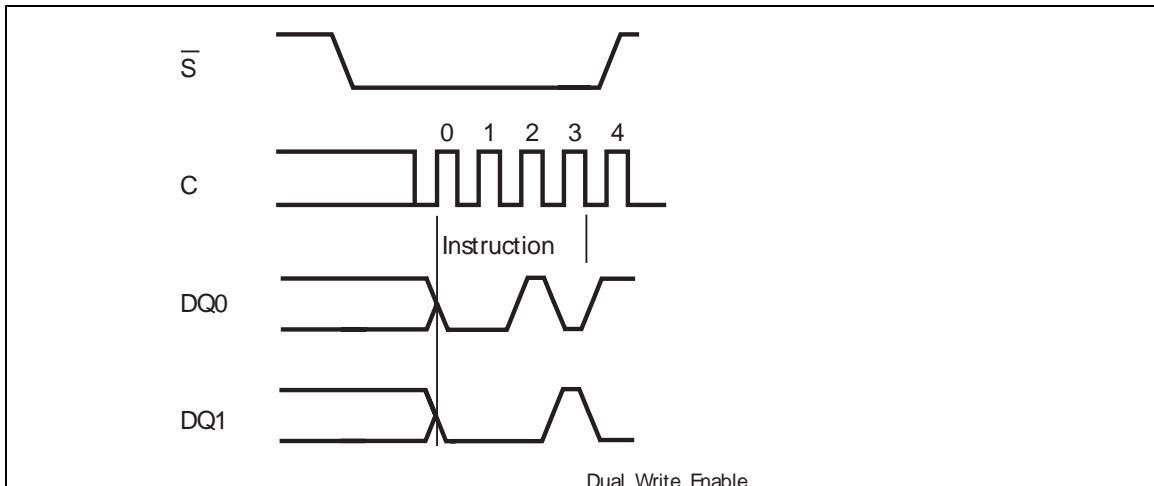 S
0 1 2 3 4
C
Instruction
DQ0
DQ1
Dual Write Enable